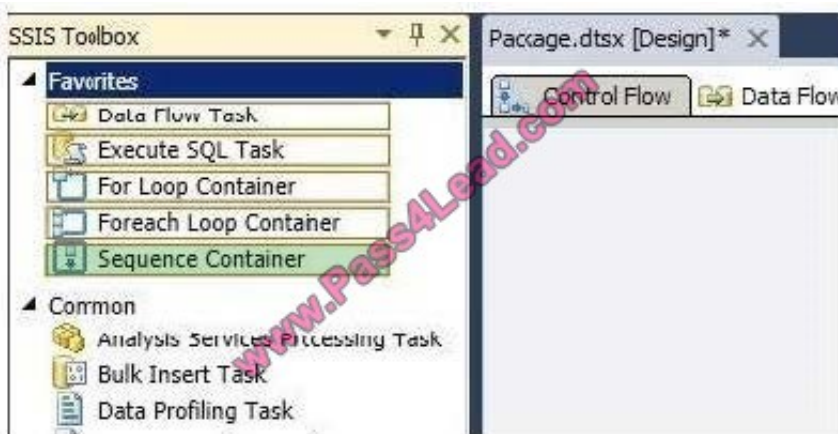 SSIS Toolbox
Package.dtsx [Design]*
Favorites
Control Flow
Data Flow
Data Flow Task
Execute SQL Task
For Loop Container
Foreach Loop Container
Sequence Container
Common
Analysis Services Processing Task
Bulk Insert Task
Data Profiling Task
www.Pass4Lead.com